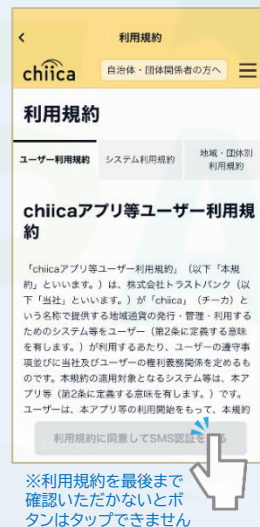 利用規約
chiica 自治体・団体関係者の方へ
利用規約
ユーザー利用規約 システム利用規約 地域・団体別
利用規約
chiicaアプリ等ユーザー利用規
約
「chiicaアプリ等ユーザー利用規約」（以下「本規
約」といいます。）は、株式会社トラストバンク（以
下「当社」といいます。）が「chiica」（チーカ）と
いう名称で提供する地域通貨の発行・管理・利用する
ためのシステム等をユーザー（第2条に定義する意味
を有します。）が利用するあたり、ユーザーの遵守事
項並びに当社及びユーザーの権利義務関係を定めるも
のです。本規約の適用対象となるシステム等は、本ア
プリ等（第2条に定義する意味を有します。）です。
ユーザーは、本アプリ等の利用開始をもって、本規約
利用規約に同意してSMS認証を る
※利用規約を最後まで
確認いただかないとボ
タンはタップできません